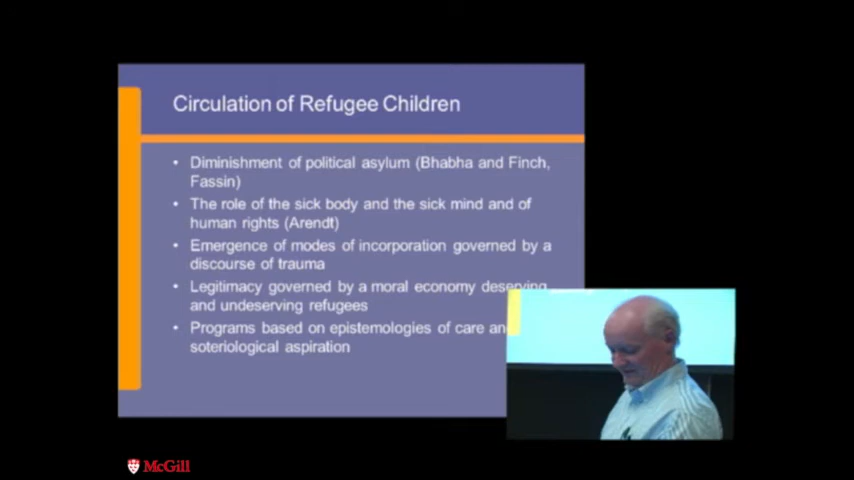 Circulation of Refugee Children
• Diminishment of political asylum (Bhabha and Finch,
Fassin)
• The role of the sick body and the sick mind and of
human rights (Arendt)
• Emergence of modes of incorporation governed by a
discourse of trauma
• Legitimacy governed by a moral economy deserving
and undeserving refugees
• Programs based on epistemologies of care
soteriological aspiration
McGill